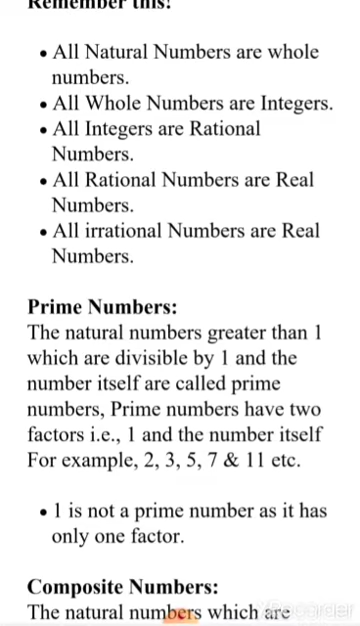 Remember this:
• All Natural Numbers are whole
numbers.
• All Whole Numbers are Integers.
• All Integers are Rational
Numbers.
• All Rational Numbers are Real
Numbers.
• All irrational Numbers are Real
Numbers.
Prime Numbers:
The natural numbers greater than 1
which are divisible by 1 and the
number itself are called prime
numbers, Prime numbers have two
factors i.e., 1 and the number itself
For example, 2, 3, 5, 7 & 11 etc.
• 1 is not a prime number as it has
only one factor.
Composite Numbers:
The natural numbers which are
XRecorder